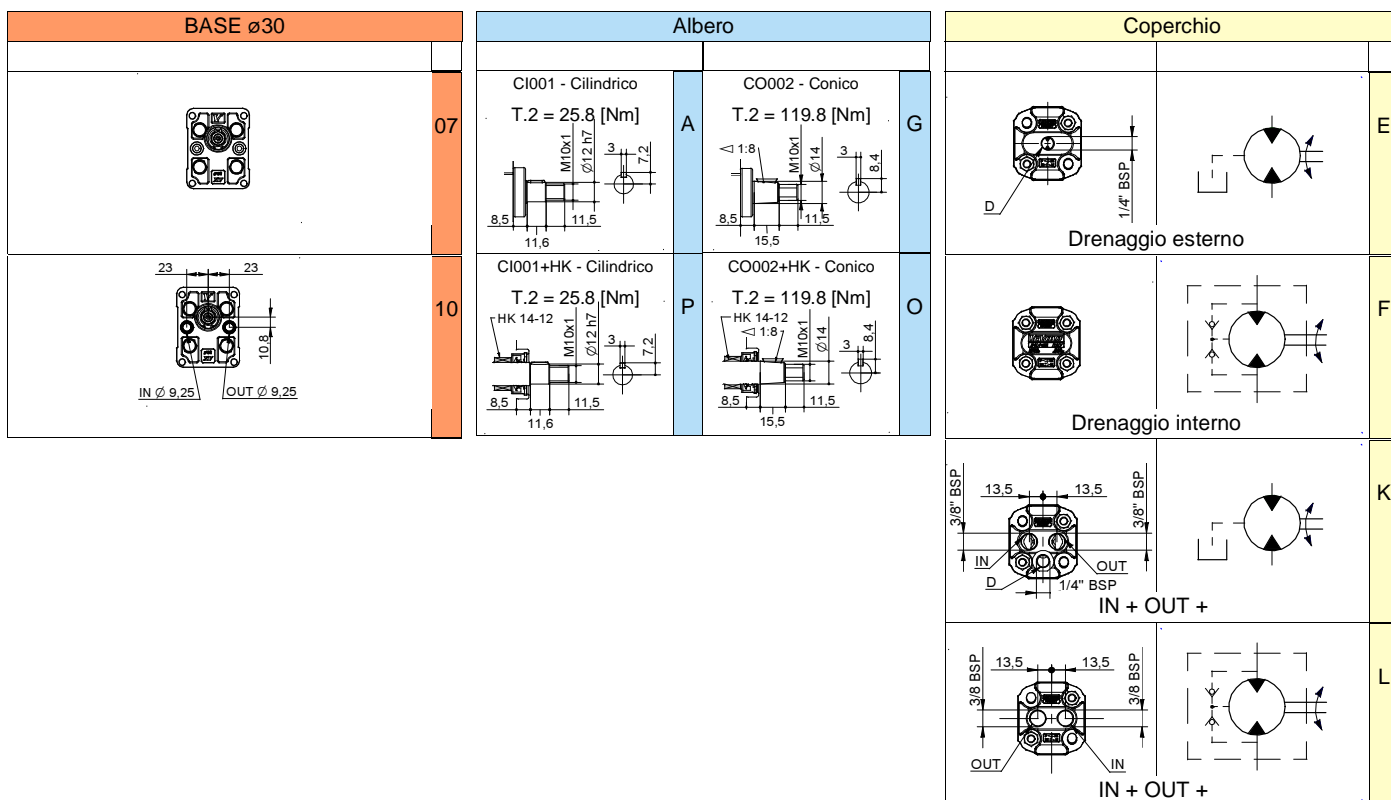 BASE ø30
07
23 23
10,8
IN Ø 9,25 OUT Ø 9,25
10
Albero
CI001 - Cilindrico
T.2 = 25.8 [Nm]
M10x1
Ø12 h7
3
7,2
8,5 11,5
11,6
A
CO002 - Conico
T.2 = 119.8 [Nm]
1:8
M10x1
Ø14
3
8,4
8,5 11,5
15,5
G
CI001+HK - Cilindrico
T.2 = 25.8 [Nm]
HK 14-12
M10x1
Ø12 h7
3
7,2
8,5 11,5
11,6
P
CO002+HK - Conico
T.2 = 119.8 [Nm]
HK 14-12
1:8
M10x1
Ø14
3
8,4
8,5 11,5
15,5
O
Coperchio
D
1/4" BSP
Drenaggio esterno
E
Drenaggio interno
F
3/8" BSP
13,5 13,5
3/8" BSP
IN
OUT
D
1/4" BSP
IN + OUT +
K
3/8 BSP
13,5 13,5
3/8 BSP
OUT
IN
IN + OUT +
L